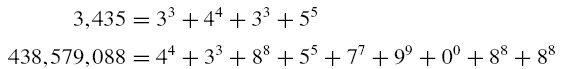 3,435 = 3³ + 4⁴ + 3³ + 5⁵
438,579,088 = 4⁴ + 3³ + 8⁸ + 5⁵ + 7⁷ + 9⁹ + 0⁰ + 8⁸ + 8⁸